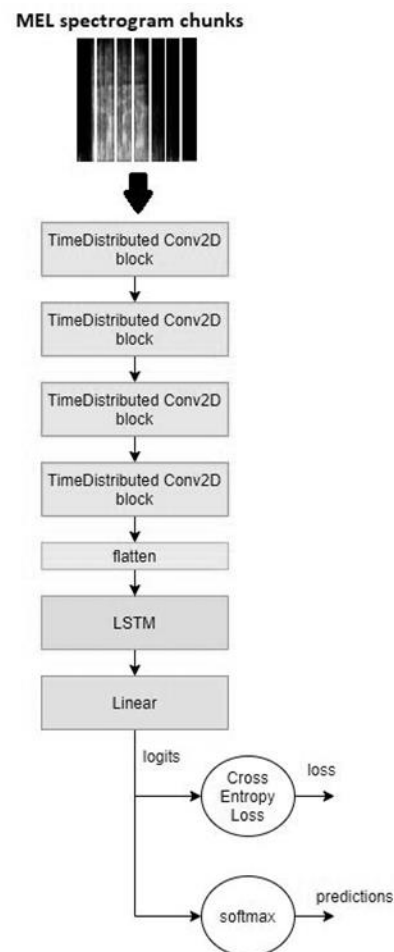 MEL spectrogram chunks
TimeDistributed Conv2D
block
TimeDistributed Conv2D
block
TimeDistributed Conv2D
block
TimeDistributed Conv2D
block
flatten
LSTM
Linear
logits
Cross
Entropy
Loss
loss
softmax
predictions